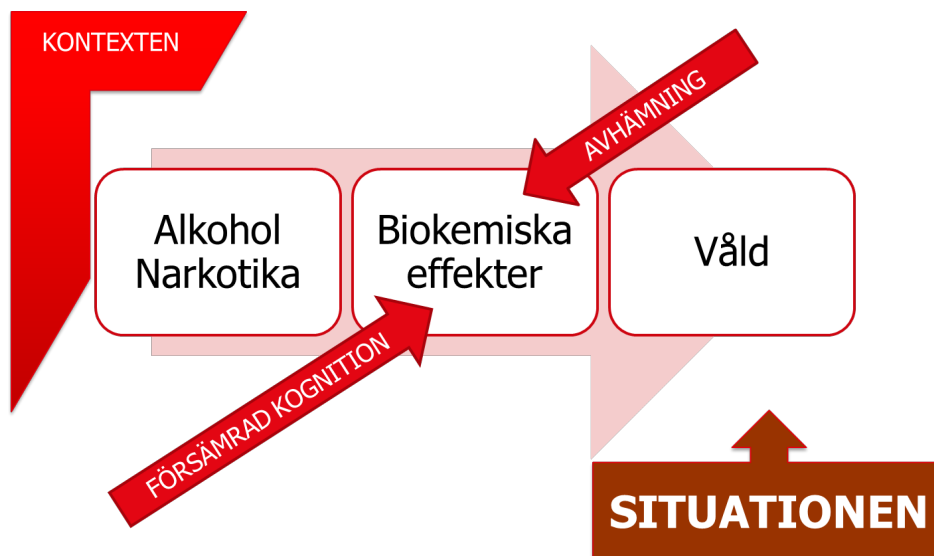 KONTEXTEN
AVHÄMNING
Alkohol
Narkotika
Biokemiska
effekter
Våld
FÖRSÄMRAD KOGNITION
SITUATIONEN